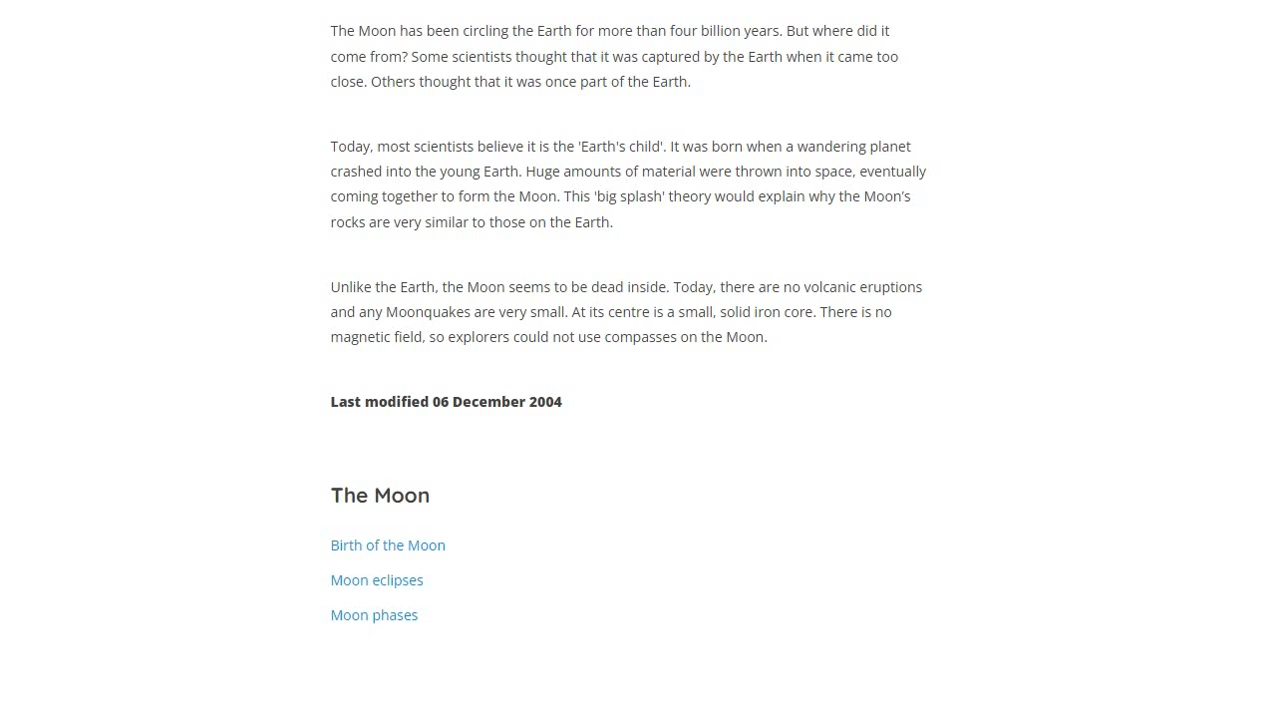 The Moon has been circling the Earth for more than four billion years. But where did it
come from? Some scientists thought that it was captured by the Earth when it came too
close. Others thought that it was once part of the Earth.
Today, most scientists believe it is the 'Earth's child'. It was born when a wandering planet
crashed into the young Earth. Huge amounts of material were thrown into space, eventually
coming together to form the Moon. This 'big splash' theory would explain why the Moon’s
rocks are very similar to those on the Earth.
Unlike the Earth, the Moon seems to be dead inside. Today, there are no volcanic eruptions
and any Moonquakes are very small. At its centre is a small, solid iron core. There is no
magnetic field, so explorers could not use compasses on the Moon.
Last modified 06 December 2004
The Moon
Birth of the Moon
Moon eclipses
Moon phases